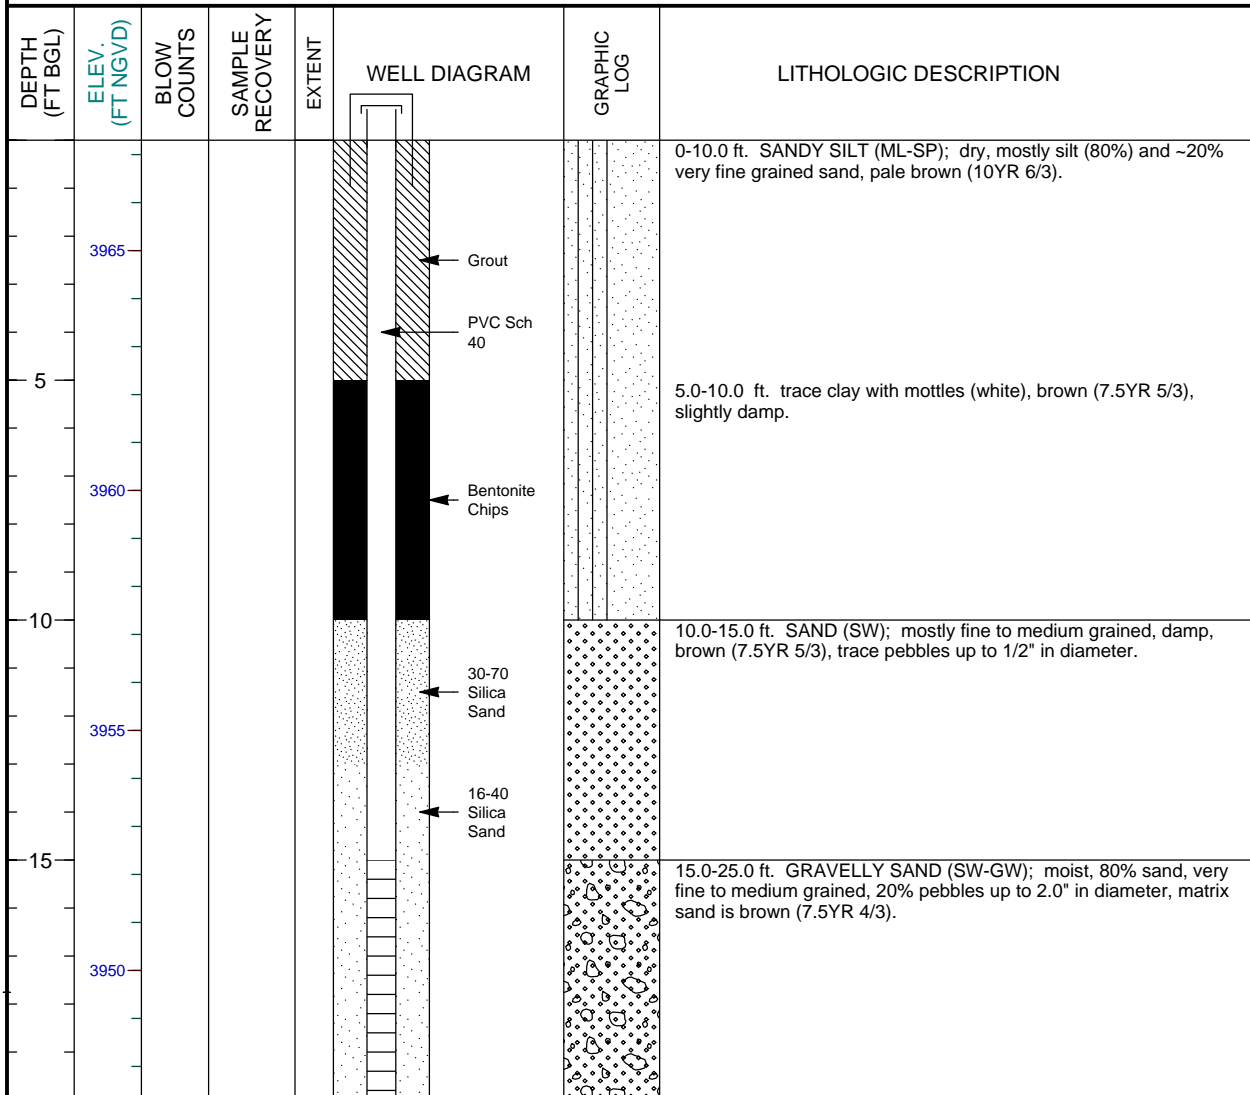 DEPTH
(FT BGL)
ELEV.
(FT NGVD)
BLOW
COUNTS
SAMPLE
RECOVERY
EXTENT
WELL DIAGRAM
GRAPHIC
LOG
LITHOLOGIC DESCRIPTION
0-10.0 ft. SANDY SILT (ML-SP); dry, mostly silt (80%) and ~20%
very fine grained sand, pale brown (10YR 6/3).
3965
Grout
PVC Sch
40
5
5.0-10.0 ft. trace clay with mottles (white), brown (7.5YR 5/3),
slightly damp.
3960
Bentonite
Chips
10
10.0-15.0 ft. SAND (SW); mostly fine to medium grained, damp,
brown (7.5YR 5/3), trace pebbles up to 1/2" in diameter.
30-70
Silica
Sand
3955
16-40
Silica
Sand
15
15.0-25.0 ft. GRAVELLY SAND (SW-GW); moist, 80% sand, very
fine to medium grained, 20% pebbles up to 2.0" in diameter, matrix
sand is brown (7.5YR 4/3).
3950